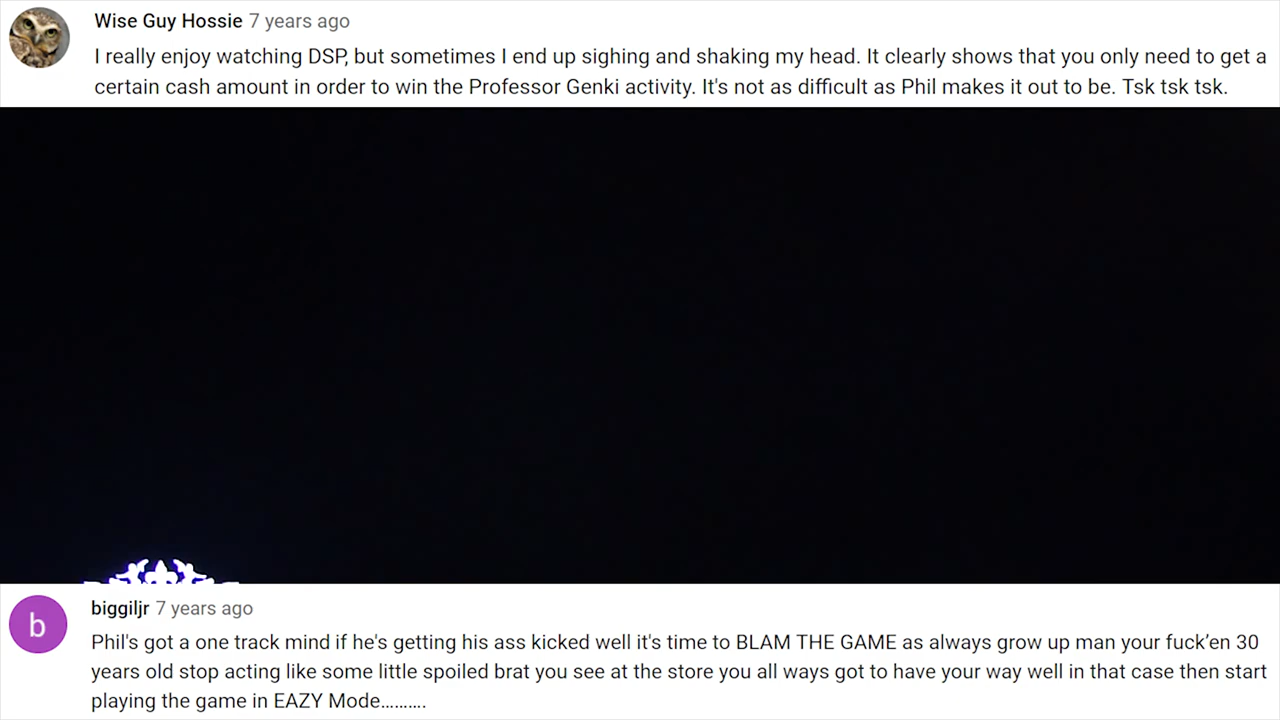 Wise Guy Hossie 7 years ago
I really enjoy watching DSP, but sometimes I end up sighing and shaking my head. It clearly shows that you only need to get a
certain cash amount in order to win the Professor Genki activity. It's not as difficult as Phil makes it out to be. Tsk tsk tsk.
b
biggiljr 7 years ago
Phil's got a one track mind if he's getting his ass kicked well it's time to BLAM THE GAME as always grow up man your fuck’en 30
years old stop acting like some little spoiled brat you see at the store you all ways got to have your way well in that case then start
playing the game in EAZY Mode……….